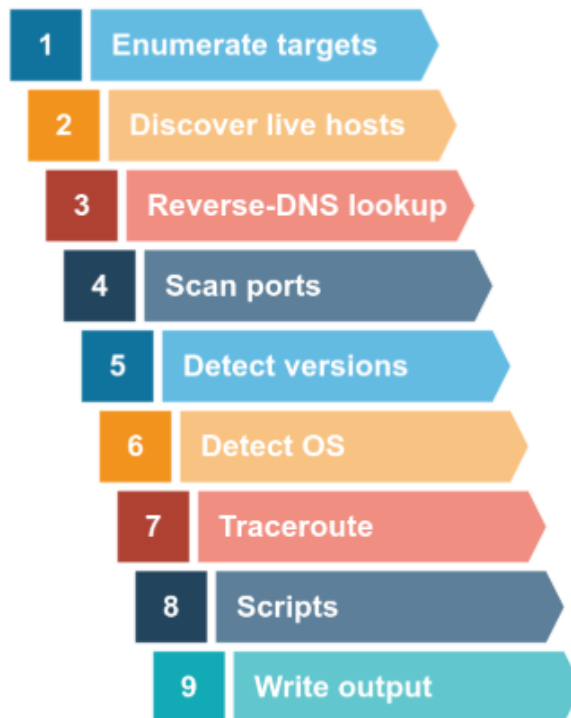 1 Enumerate targets
2 Discover live hosts
3 Reverse-DNS lookup
4 Scan ports
5 Detect versions
6 Detect OS
7 Traceroute
8 Scripts
9 Write output